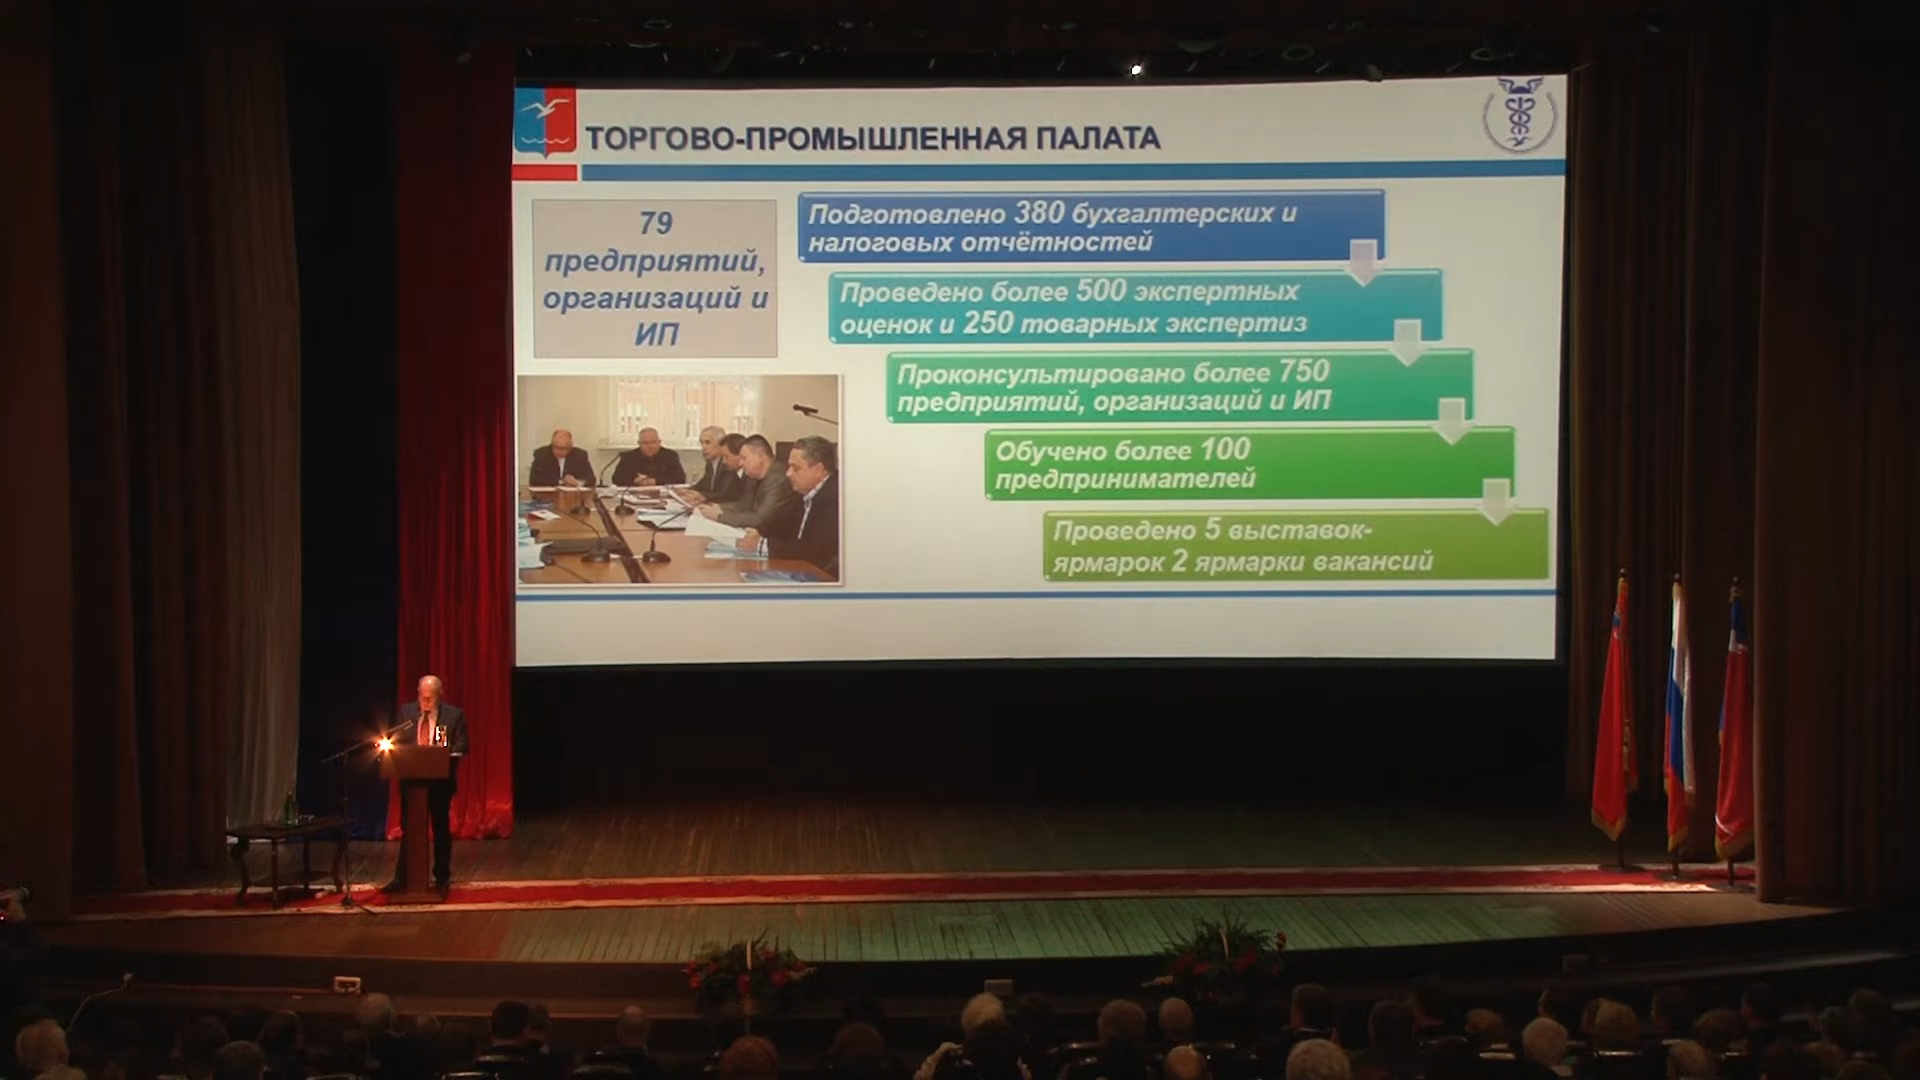 ТОРГОВО-ПРОМЫШЛЕННАЯ ПАЛАТА
79
предприятий,
организаций и
ИП
Подготовлено 380 бухгалтерских и
налоговых отчётностей
Проведено более 500 экспертных
оценок и 250 товарных экспертиз
Проконсультировано более 750
предприятий, организаций и ИП
Обучено более 100
предпринимателей
Проведено 5 выставок-
ярмарок 2 ярмарки вакансий